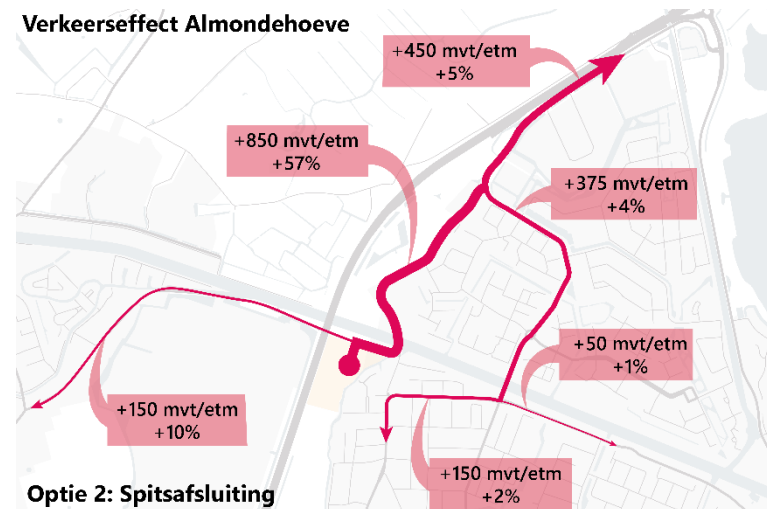 Verkeerseffect Almondehoeve
+450 mvt/etm
+5%
+850 mvt/etm
+57%
+375 mvt/etm
+4%
+50 mvt/etm
+1%
+150 mvt/etm
+10%
+150 mvt/etm
+2%
Optie 2: Spitsafsluiting